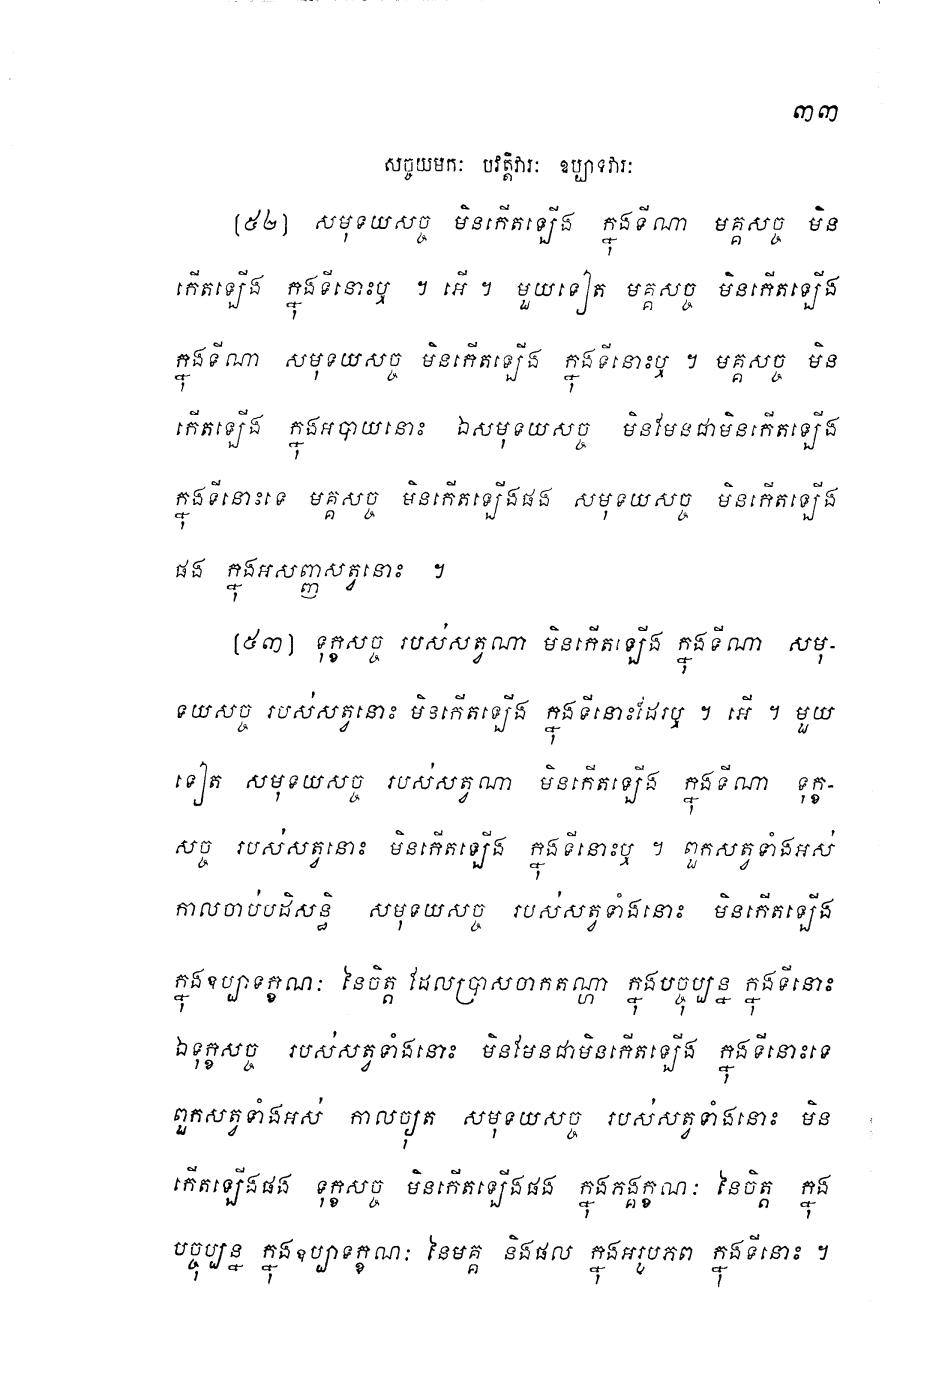 ៣៣
សច្ចយមកៈ បវត្តិវារៈ ឧប្បាទវារៈ
(៥២) សមុទយសច្ច មិនកើតឡើង ក្នុងទីណា មគ្គសច្ច មិន
កើតឡើង ក្នុងទីនោះឬ ។ អើ ។ មួយទៀត មគ្គសច្ច មិនកើតឡើង
ក្នុងទីណា សមុទយសច្ច មិនកើតឡើង ក្នុងទីនោះឬ ។ មគ្គសច្ច មិន
កើតឡើង ក្នុងអបាយនោះ ឯសមុទយសច្ច មិនមែនជាមិនកើតឡើង
ក្នុងទីនោះទេ មគ្គសច្ច មិនកើតឡើងផង សមុទយសច្ច មិនកើតឡើង
ផង ក្នុងអសញ្ញសត្វនោះ ។
(៥៣) ទុក្ខសច្ច របស់សត្វណា មិនកើតឡើង ក្នុងទីណា សមុ-
ទយសច្ច របស់សត្វនោះ មិនកើតឡើង ក្នុងទីនោះដែរឬ ។ អើ ។ មួយ
ទៀត សមុទយសច្ច របស់សត្វណា មិនកើតឡើង ក្នុងទីណា ទុក្ខ-
សច្ច របស់សត្វនោះ មិនកើតឡើង ក្នុងទីនោះឬ ។ ពួកសត្វទាំងអស់
កាលចាប់បដិសន្ធិ សមុទយសច្ច របស់សត្វទាំងនោះ មិនកើតឡើង
ក្នុងឧប្បាទក្ខណៈ នៃចិត្ត ដែលប្រាសចាកតណ្ហា ក្នុងបច្ចុប្បន្ន ក្នុងទីនោះ
ឯទុក្ខសច្ច របស់សត្វទាំងនោះ មិនមែនជាមិនកើតឡើង ក្នុងទីនោះទេ
ពួកសត្វទាំងអស់ កាលច្យុត សមុទយសច្ច របស់សត្វទាំងនោះ មិន
កើតឡើងផង ទុក្ខសច្ច មិនកើតឡើងផង ក្នុងភង្គក្ខណៈ នៃចិត្ត ក្នុង
បច្ចុប្បន្ន ក្នុងឧប្បាទក្ខណៈ នៃមគ្គ និងផល ក្នុងអរូបភព ក្នុងទីនោះ ។